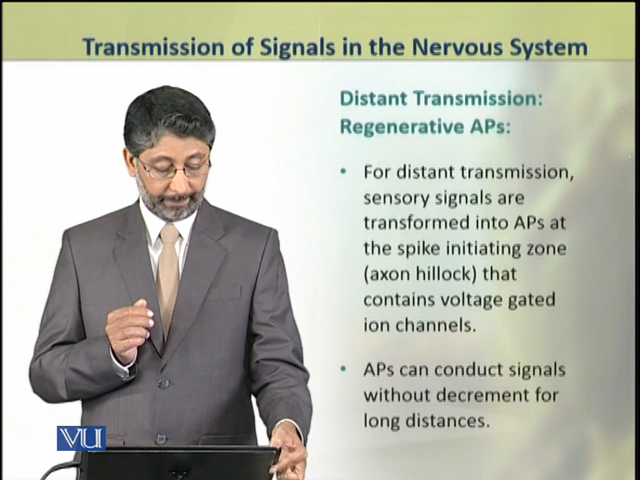 Transmission of Signals in the Nervous System
Distant Transmission:
Regenerative APs:
• For distant transmission,
sensory signals are
transformed into APs at
the spike initiating zone
(axon hillock) that
contains voltage gated
ion channels.
• APs can conduct signals
without decrement for
long distances.
VU